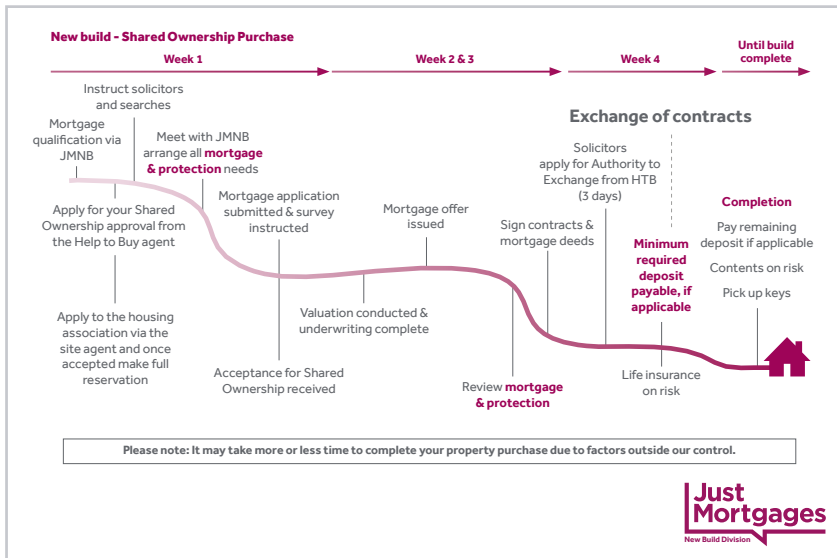 New build - Shared Ownership Purchase
Week 1
Week 2 & 3
Week 4
Until build
complete
Instruct solicitors
and searches
Mortgage
qualification via
JMNB
Meet with JMNB
arrange all mortgage
& protection needs
Apply for your Shared
Ownership approval from
the Help to Buy agent
Apply to the housing
association via the
site agent and once
accepted make full
reservation
Mortgage application
submitted & survey
instructed
Acceptance for Shared
Ownership received
Valuation conducted &
underwriting complete
Mortgage offer
issued
Review mortgage
& protection
Sign contracts &
mortgage deeds
Exchange of contracts
Solicitors
apply for Authority to
Exchange from HTB
(3 days)
Minimum
required
deposit
payable, if
applicable
Life insurance
on risk
Completion
Pay remaining
deposit if applicable
Contents on risk
Pick up keys
Please note: It may take more or less time to complete your property purchase due to factors outside our control.
Just
Mortgages
New Build Division